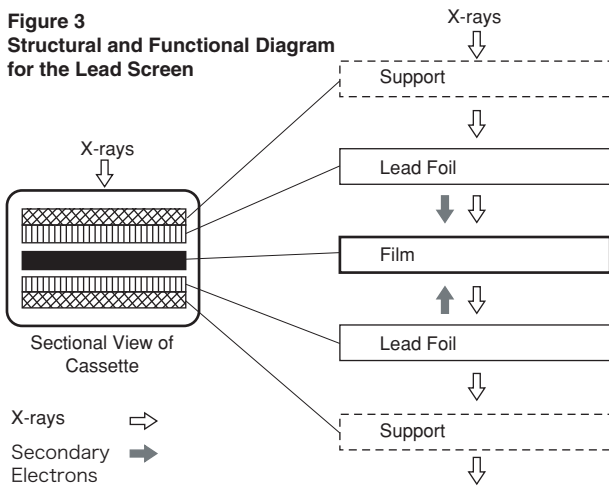 Figure 3
Structural and Functional Diagram
for the Lead Screen
X-rays
Sectional View of
Cassette
X-rays
Secondary
Electrons
X-rays
Support
Lead Foil
Film
Lead Foil
Support